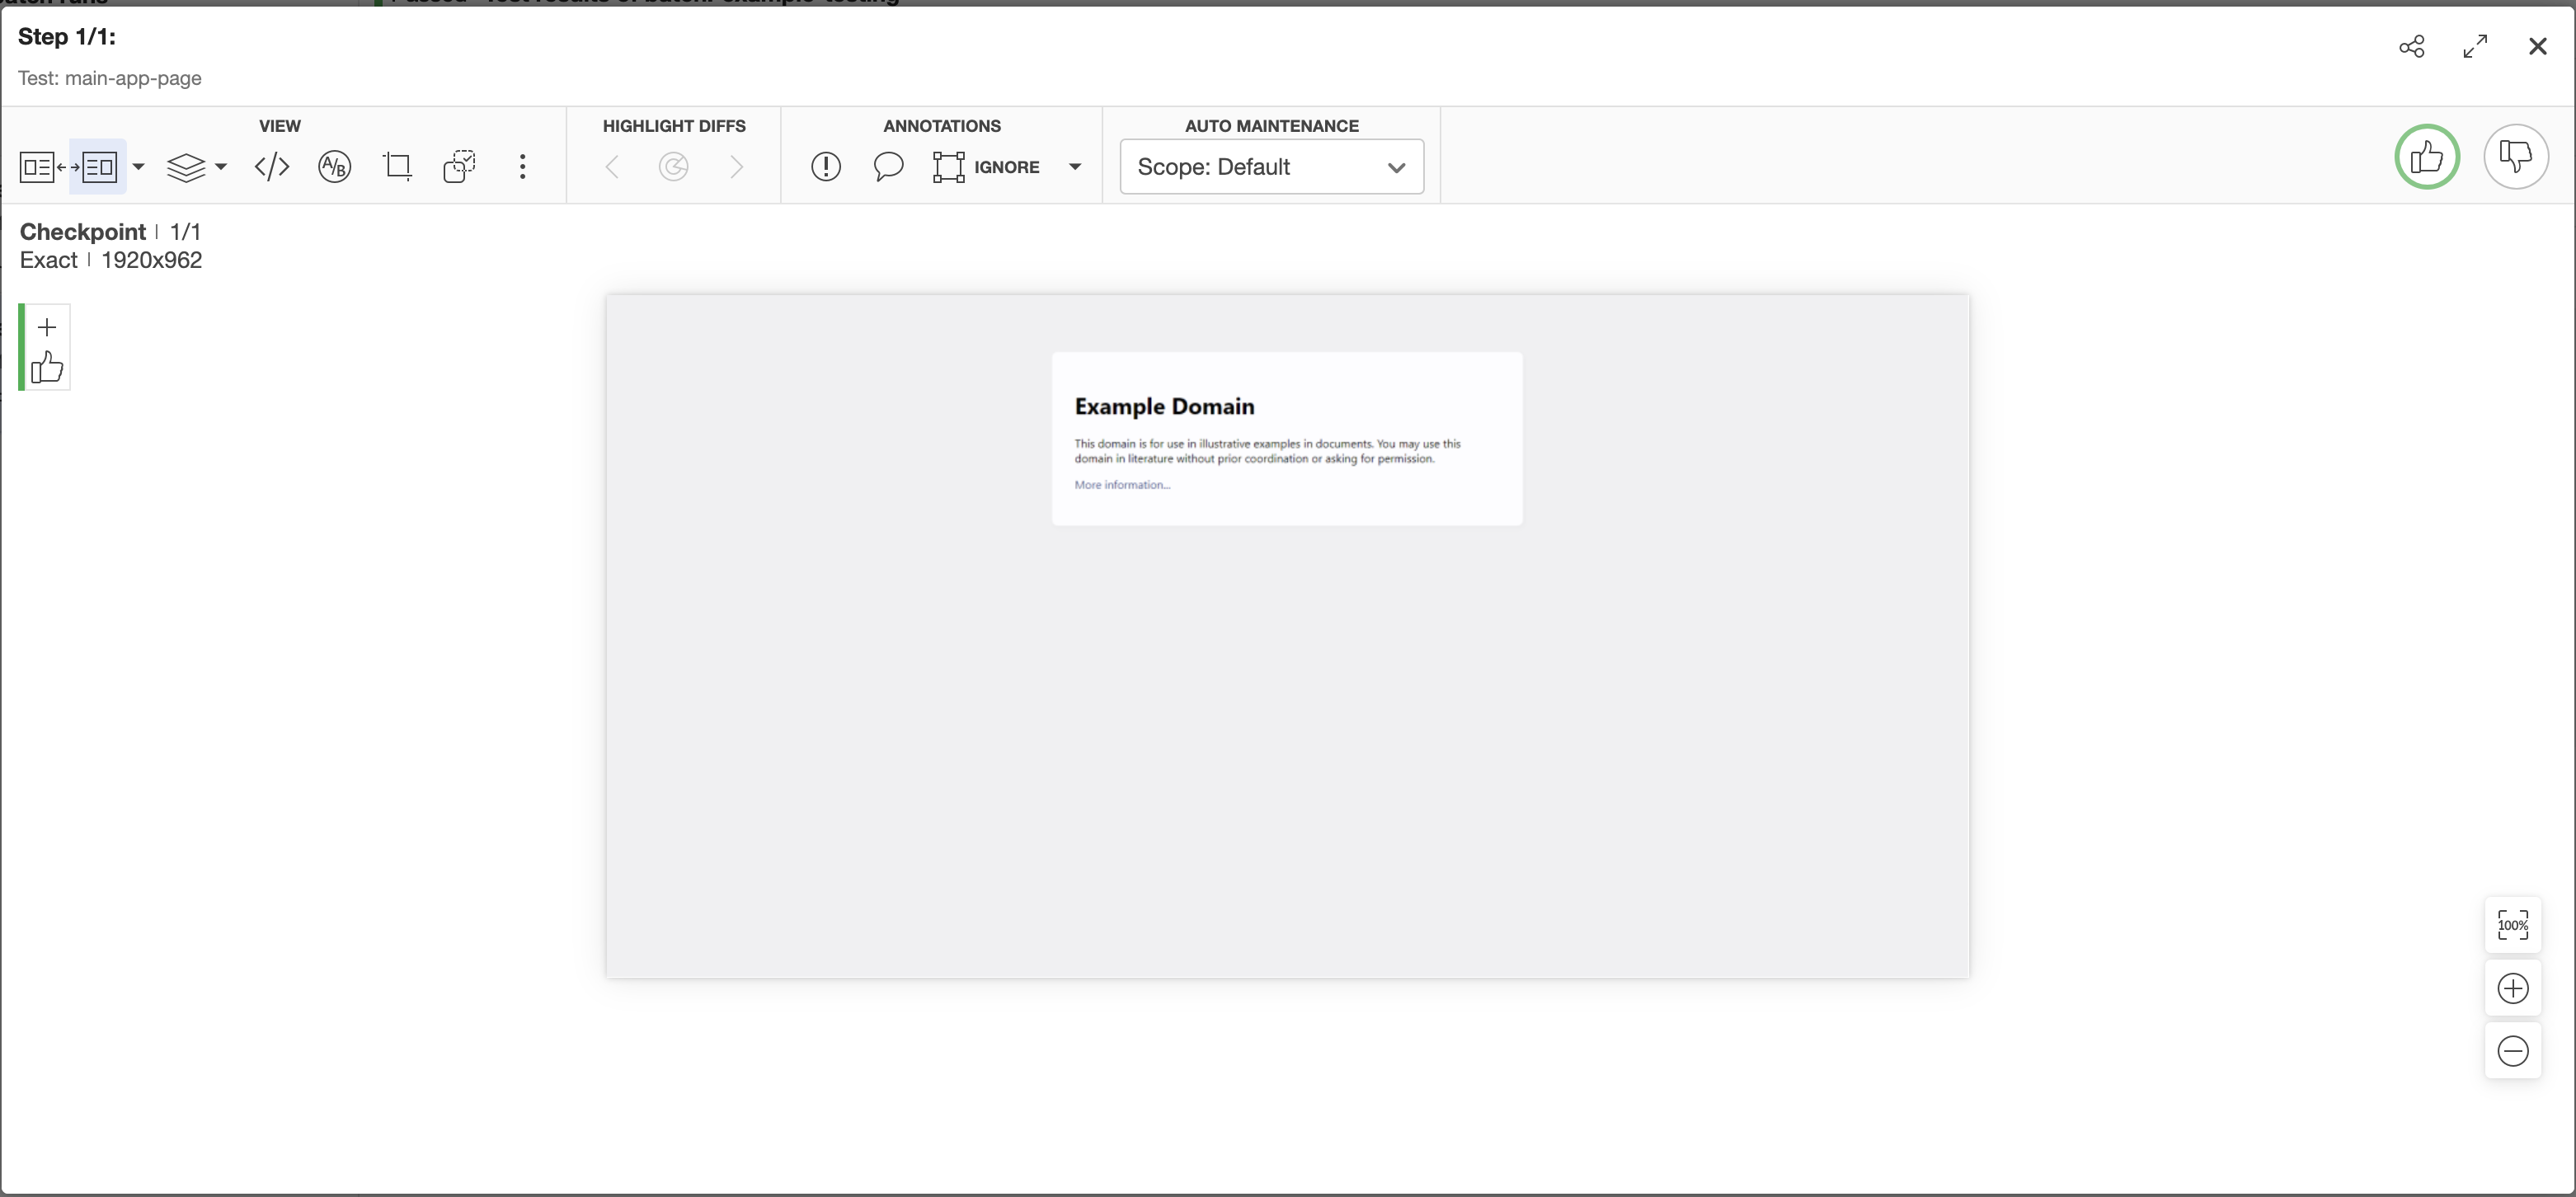 Step 1/1:
Test: main-app-page
VIEW
HIGHLIGHT DIFFS
ANNOTATIONS
AUTO MAINTENANCE
A/B
IGNORE
Scope: Default
Checkpoint | 1/1
Exact | 1920x962
Example Domain
This domain is for use in illustrative examples in documents. You may use this
domain in literature without prior coordination or asking for permission.
More information...
100%